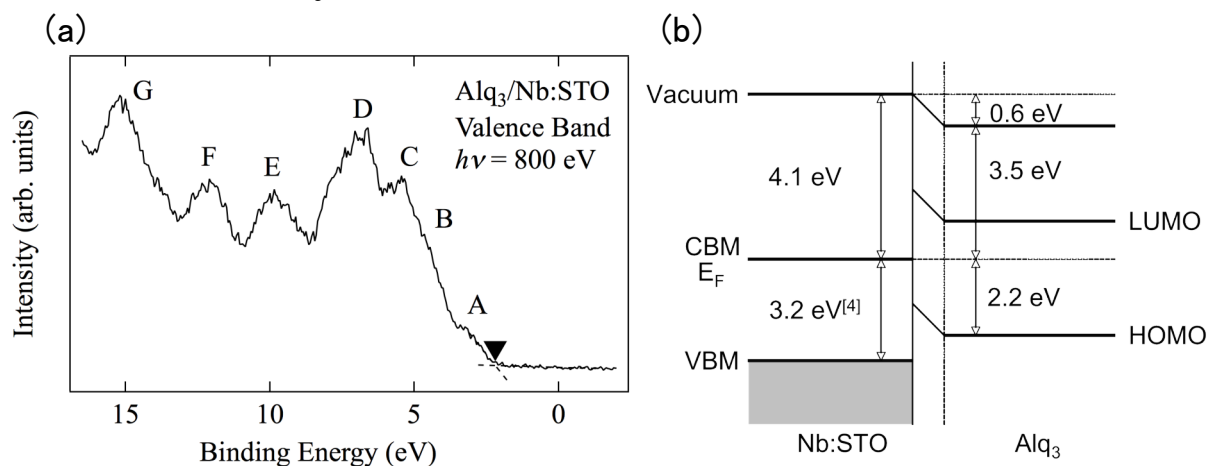 (a)
Intensity (arb. units)
G
F
E
D
C
B
A
Alq₃/Nb:STO
Valence Band
hν = 800 eV
15
10
5
0
Binding Energy (eV)
(b)
Vacuum
0.6 eV
4.1 eV
3.5 eV
LUMO
CBM
E_F
3.2 eV[4]
2.2 eV
HOMO
VBM
Nb:STO
Alq₃